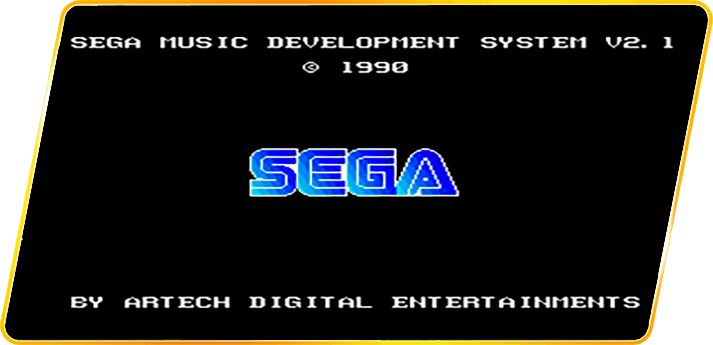 SEGA MUSIC DEVELOPMENT SYSTEM V2.1
© 1990
SEGA
BY ARTECH DIGITAL ENTERTAINMENTS